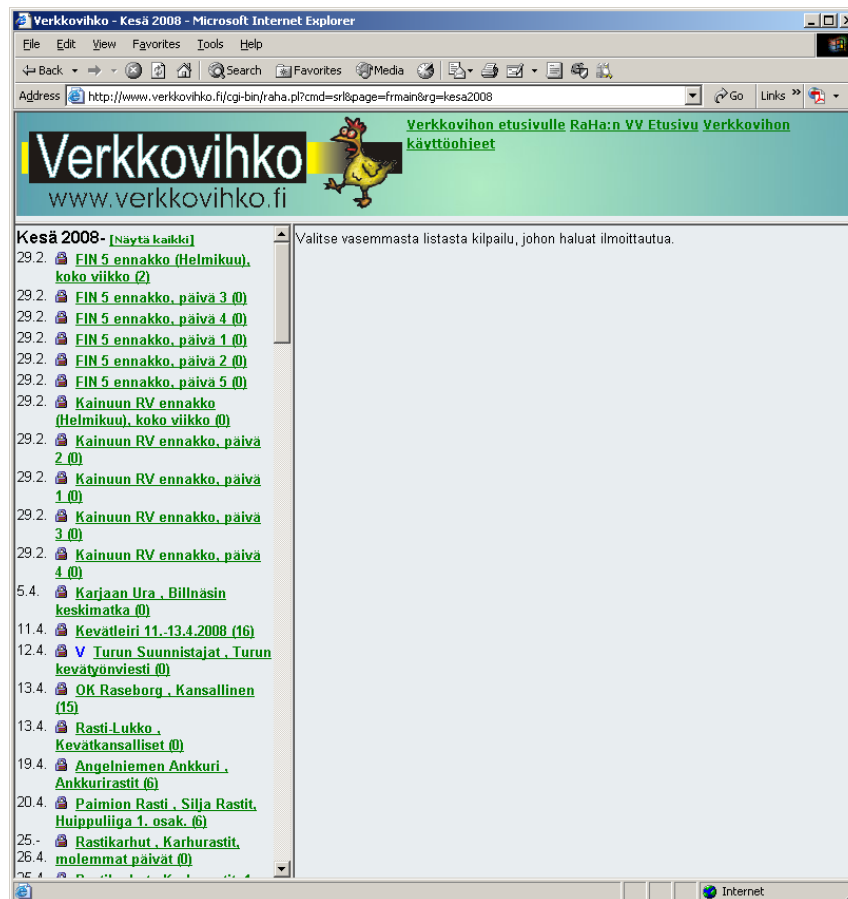 Verkkovihko - Kesä 2008 - Microsoft Internet Explorer
File Edit View Favorites Tools Help
Back Search Favorites Media
Address http://www.verkkovihko.fi/cgi-bin/raha.pl?cmd=srl&page=frmain&rg=kesa2008 Go Links »
Verkkovihko
www.verkkovihko.fi
Verkkovihon etusivulle RaHa:n VV Etusivu Verkkovihon
käyttöohjeet
Kesä 2008- [Näytä kaikki]
29.2. FIN 5 ennakko (Helmikuu),
koko viikko (2)
29.2. FIN 5 ennakko, päivä 3 (0)
29.2. FIN 5 ennakko, päivä 4 (0)
29.2. FIN 5 ennakko, päivä 1 (0)
29.2. FIN 5 ennakko, päivä 2 (0)
29.2. FIN 5 ennakko, päivä 5 (0)
29.2. Kainuun RV ennakko
(Helmikuu), koko viikko (0)
29.2. Kainuun RV ennakko, päivä
2 (0)
29.2. Kainuun RV ennakko, päivä
1 (0)
29.2. Kainuun RV ennakko, päivä
3 (0)
29.2. Kainuun RV ennakko, päivä
4 (0)
5.4. Karjaan Ura , Billnäsin
keskimatka (0)
11.4. Kevätleiri 11.-13.4.2008 (16)
12.4. V Turun Suunnistajat , Turun
kevätyönviesti (0)
13.4. OK Raseborg , Kansallinen
(15)
13.4. Rasti-Lukko ,
Kevätkansalliset (0)
19.4. Angelniemen Ankkuri ,
Ankkurirastit (6)
20.4. Paimion Rasti , Silja Rastit,
Huippuliiga 1. osak. (6)
25.- Rastikarhut , Karhurastit,
26.4. molemmat päivät (0)
Valitse vasemmasta listasta kilpailu, johon haluat ilmoittautua.
Internet